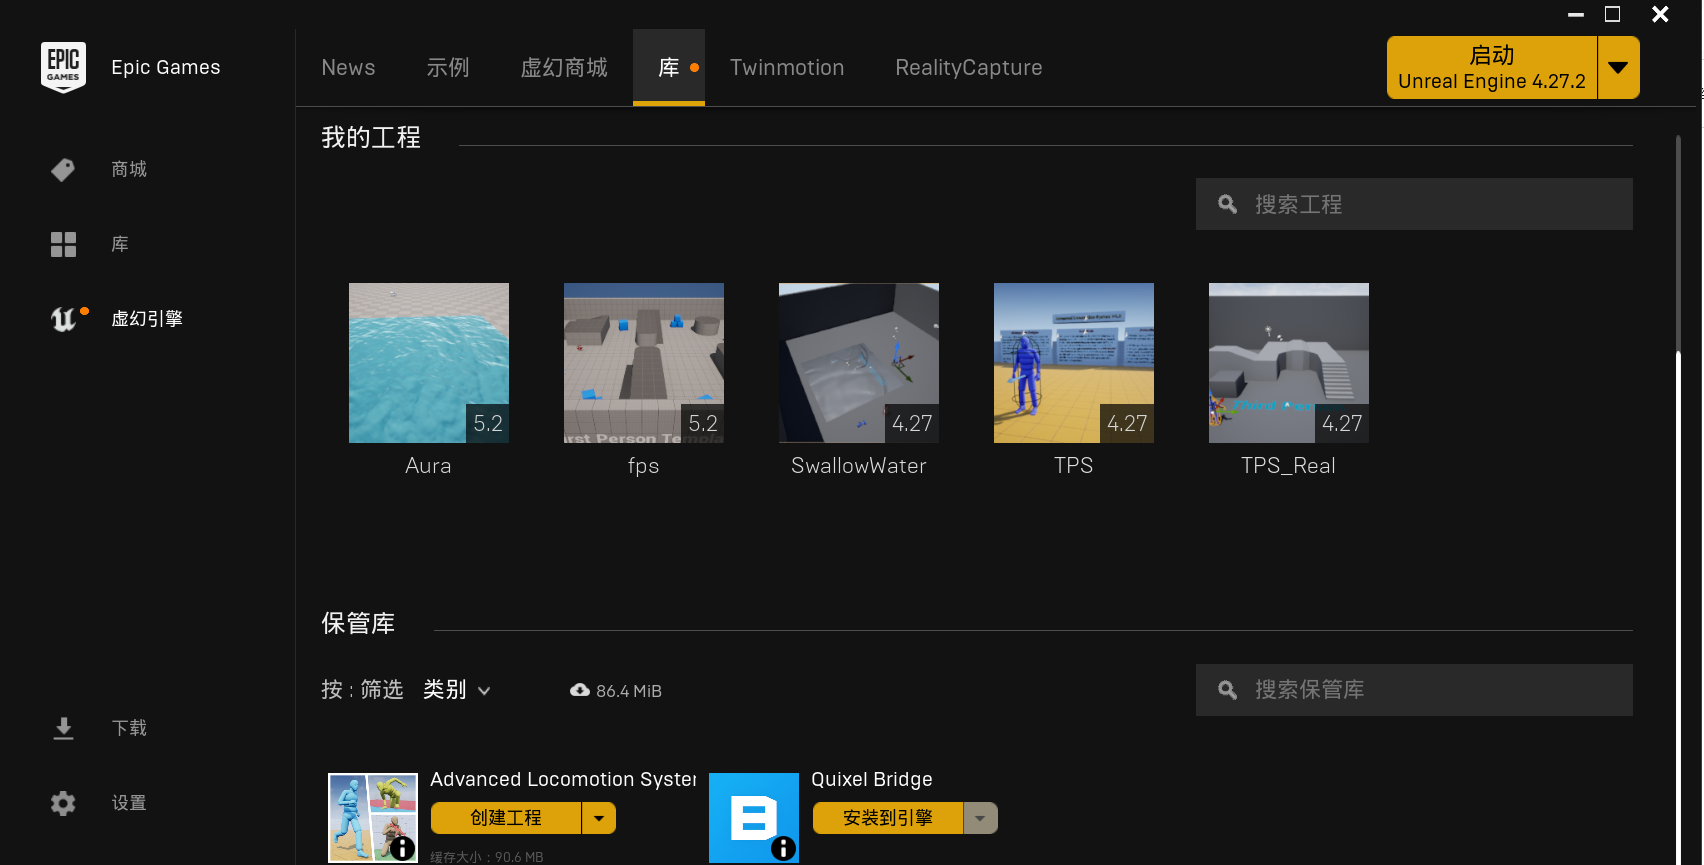 EPIC
GAMES
Epic Games
News
示例
虚幻商城
库
Twinmotion
RealityCapture
启动
Unreal Engine 4.27.2
商城
库
虚幻引擎
下载
设置
我的工程
搜索工程
5.2
5.2
4.27
4.27
4.27
Aura
fps
SwallowWater
TPS
TPS_Real
保管库
按 : 筛选
类别
86.4 MiB
搜索保管库
Advanced Locomotion Syster
创建工程
缓存大小 : 90.6 MB
Quixel Bridge
安装到引擎